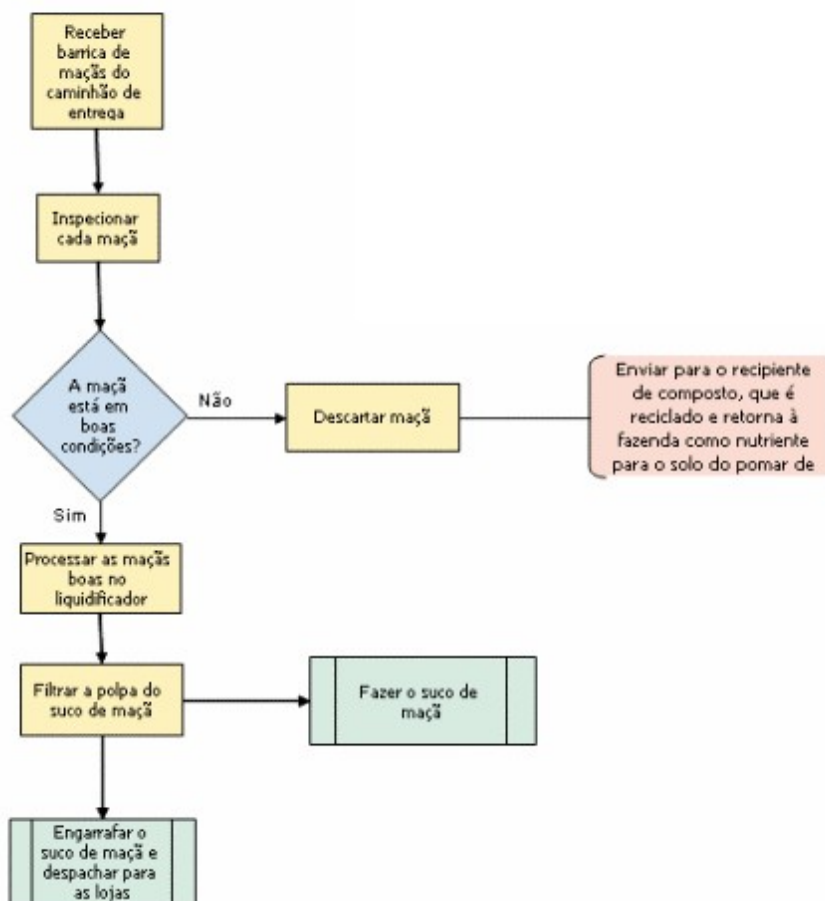 Receber
barrica de
maçãs do
caminhão de
entrega
Inspecionar
cada maçã
A maçã
está em
boas
condições?
Não
Descartar maçã
Enviar para o recipiente
de composto, que é
reciclado e retorna à
fazenda como nutriente
para o solo do pomar de
Sim
Processar as maçãs
boas no
liquidificador
Filtrar a polpa do
suco de maçã
Fazer o suco de
maçã
Engarrafar o
suco de maçã e
despachar para
as lojas